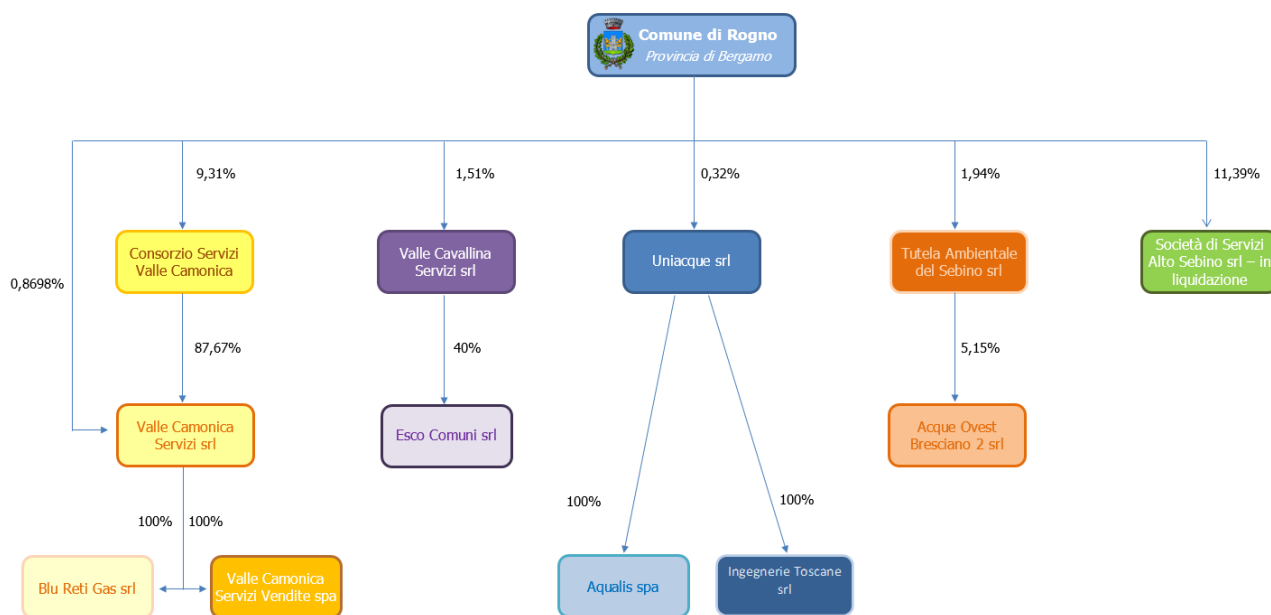 Comune di Rogno
Provincia di Bergamo
9,31%
1,51%
0,32%
1,94%
11,39%
Consorzio Servizi
Valle Camonica
Valle Cavallina
Servizi srl
Uniacque srl
Tutela Ambientale
del Sebino srl
Società di Servizi
Alto Sebino srl – in
liquidazione
0,8698%
87,67%
40%
5,15%
Valle Camonica
Servizi srl
Esco Comuni srl
Acque Ovest
Bresciano 2 srl
100%
100%
100%
100%
Blu Reti Gas srl
Valle Camonica
Servizi Vendite spa
Aqualis spa
Ingegnerie Toscane
srl